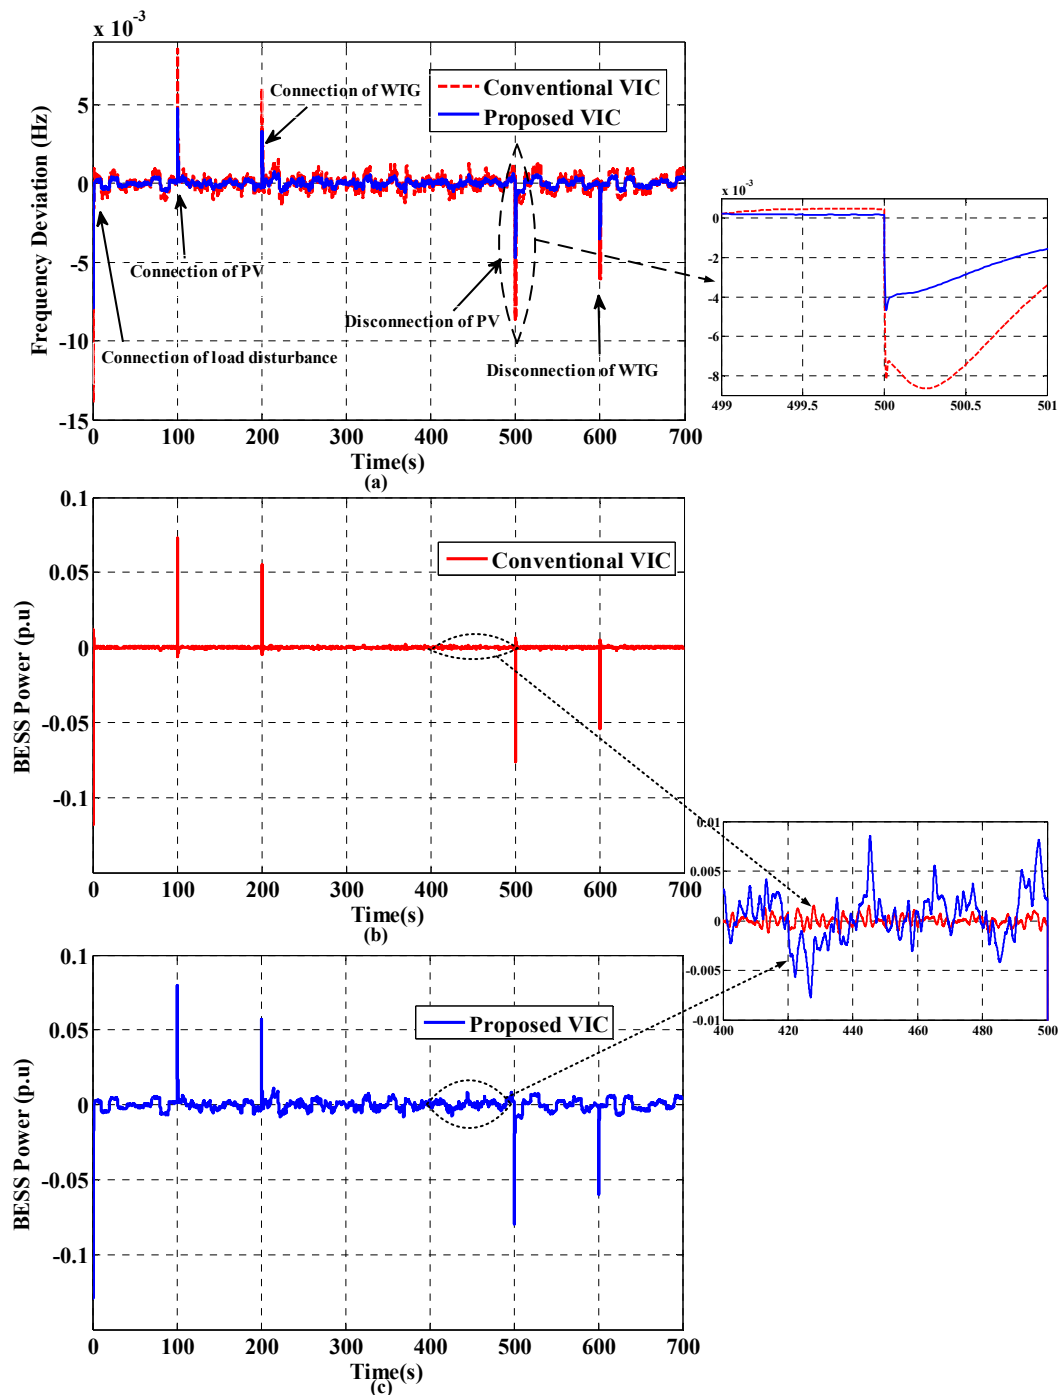 x 10-3
5
0
-5
-10
-15
Frequency Deviation (Hz)
Connection of WTG
Conventional VIC
Proposed VIC
Connection of PV
Disconnection of PV
Connection of load disturbance
Disconnection of WTG
0 100 200 300 400 500 600 700
Time(s)
(a)
x 10-3
0
-2
-4
-6
-8
499 499.5 500 500.5 501
0.1
0.05
0
-0.05
-0.1
BESS Power (p.u)
Conventional VIC
0 100 200 300 400 500 600 700
Time(s)
(b)
0.01
0.005
0
-0.005
-0.01
400 420 440 460 480 500
0.1
0.05
0
-0.05
-0.1
BESS Power (p.u)
Proposed VIC
0 100 200 300 400 500 600 700
Time(s)
(c)